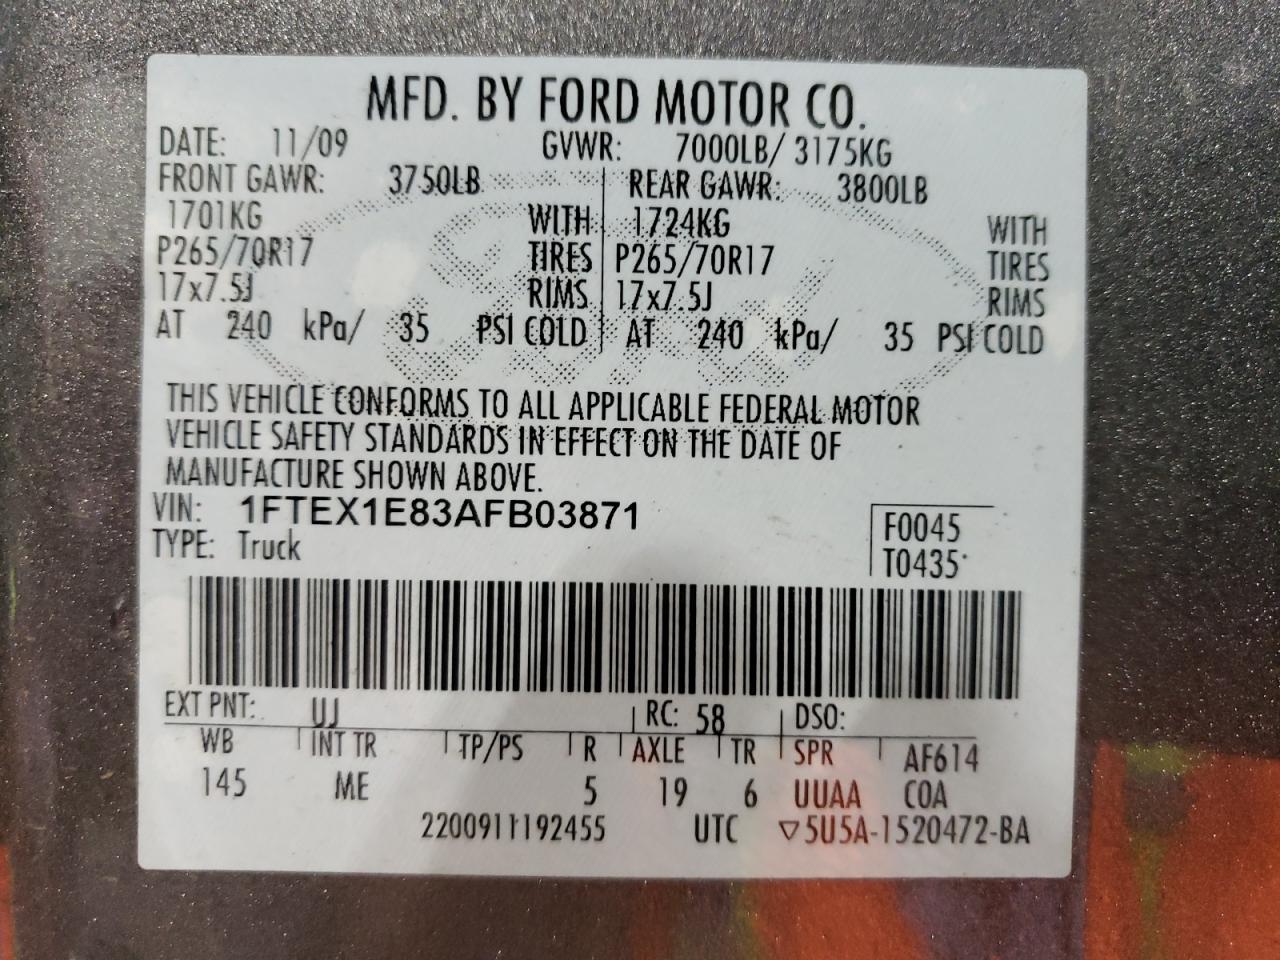 MFD. BY FORD MOTOR CO.
DATE: 11/09 GVWR: 7000LB/ 3175KG
FRONT GAWR: 3750LB REAR GAWR: 3800LB
1701KG WITH 1724KG WITH
P265/70R17 TIRES P265/70R17 TIRES
17x7.5J RIMS 17x7.5J RIMS
AT 240 kPa/ 35 PSI COLD AT 240 kPa/ 35 PSI COLD
THIS VEHICLE CONFORMS TO ALL APPLICABLE FEDERAL MOTOR
VEHICLE SAFETY STANDARDS IN EFFECT ON THE DATE OF
MANUFACTURE SHOWN ABOVE.
VIN: 1FTEX1E83AFB03871
TYPE: Truck
F0045
T0435
EXT PNT: UJ RC: 58 DSO:
WB INT TR TP/PS R AXLE TR SPR AF614
145 ME 5 19 6 UUAA C0A
2200911192455 UTC ▽5U5A-1520472-BA